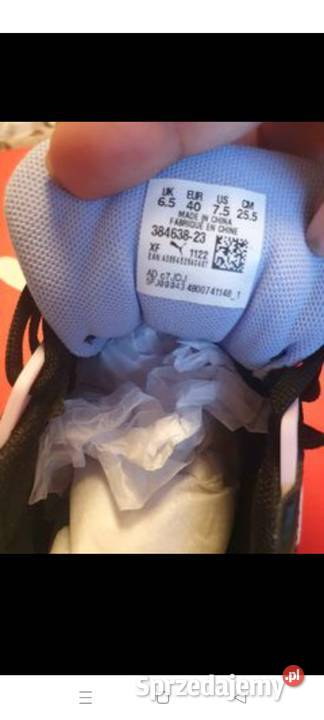 UK EUR US CM
6.5 40 7.5 25.5
MADE IN CHINA
FABRIQUE EN CHINE
384638-23
XF 1122
Sprzedajemy.pl